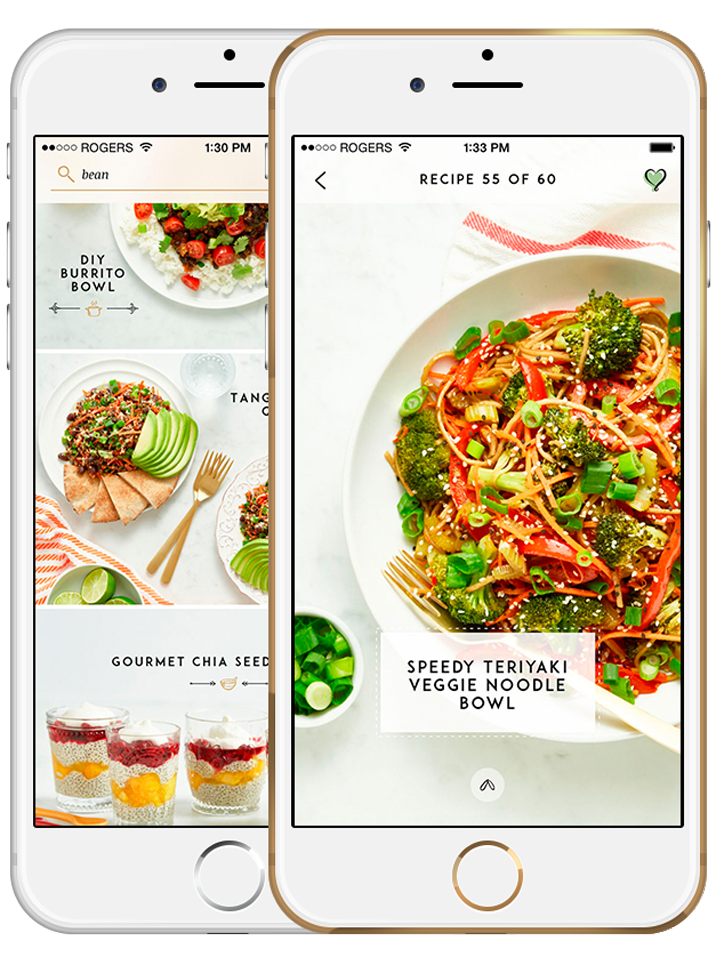 ROGERS 1:30 PM
bean
DIY
BURRITO
BOWL
GOURMET CHIA SEED
ROGERS 1:33 PM
RECIPE 55 OF 60
SPEEDY TERIYAKI
VEGGIE NOODLE
BOWL